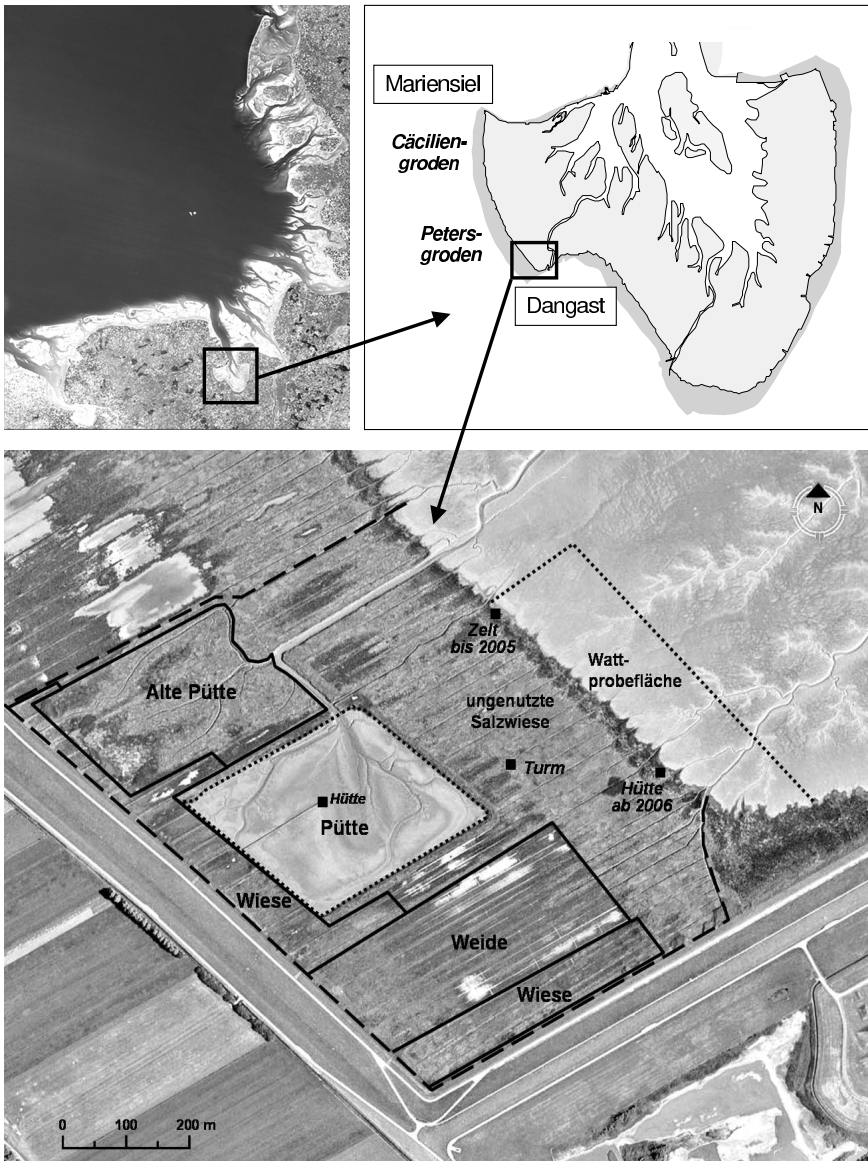 Mariensiel
Cäcilien-
groden
Peters-
groden
Dangast
N
Zelt
bis 2005
Watt-
probefläche
Alte Pütte
ungenutzte
Salzwiese
Turm
Hütte
ab 2006
Hütte
Pütte
Wiese
Weide
Wiese
0 100 200 m